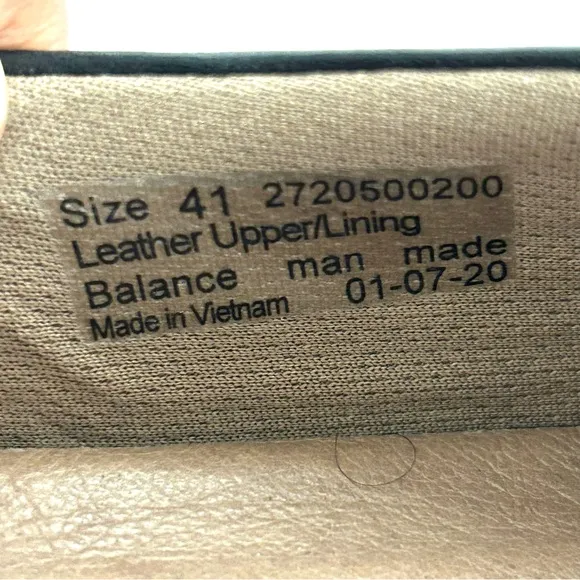 Size 41 2720500200
Leather Upper/Lining
Balance man made
Made in Vietnam 01-07-20